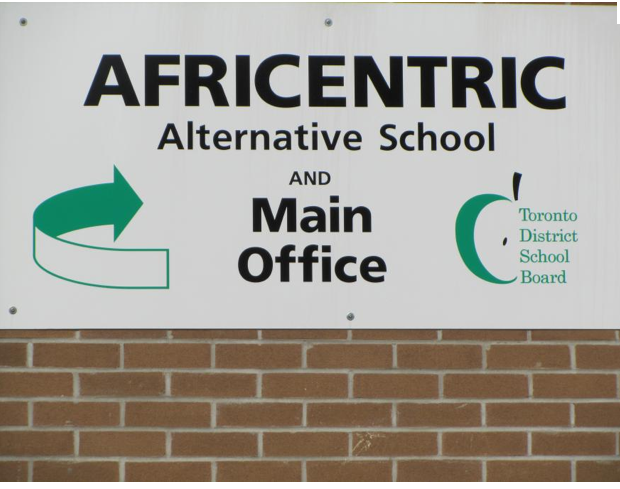 AFRICENTRIC
Alternative School
AND
Main
Office
Toronto
District
School
Board